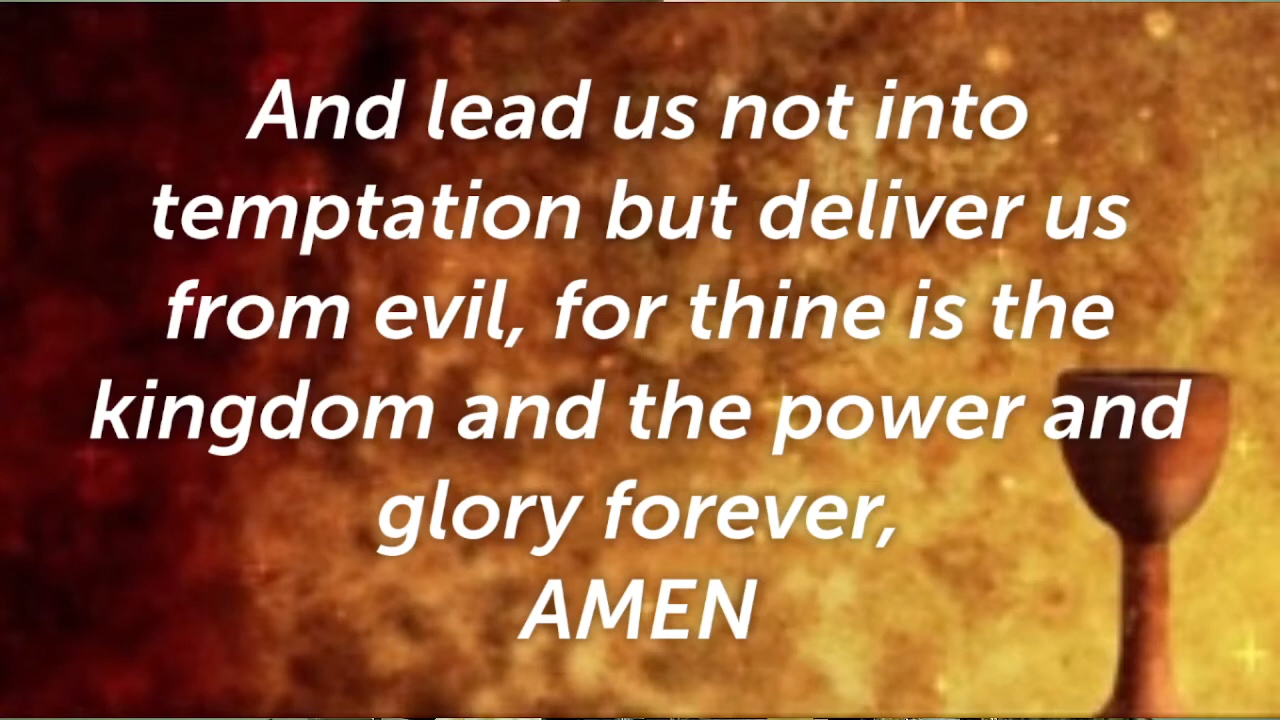 And lead us not into
temptation but deliver us
from evil, for thine is the
kingdom and the power and
glory forever,
AMEN